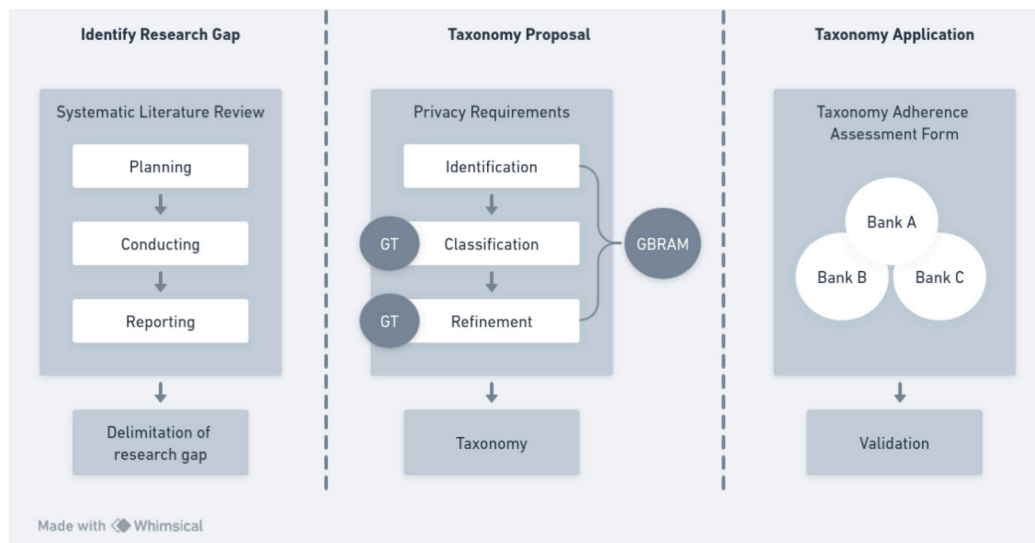 Identify Research Gap
Systematic Literature Review
Planning
Conducting
Reporting
Delimitation of
research gap
Taxonomy Proposal
Privacy Requirements
Identification
GT
Classification
GT
Refinement
GBRAM
Taxonomy
Taxonomy Application
Taxonomy Adherence
Assessment Form
Bank A
Bank B
Bank C
Validation
Made with Whimsical